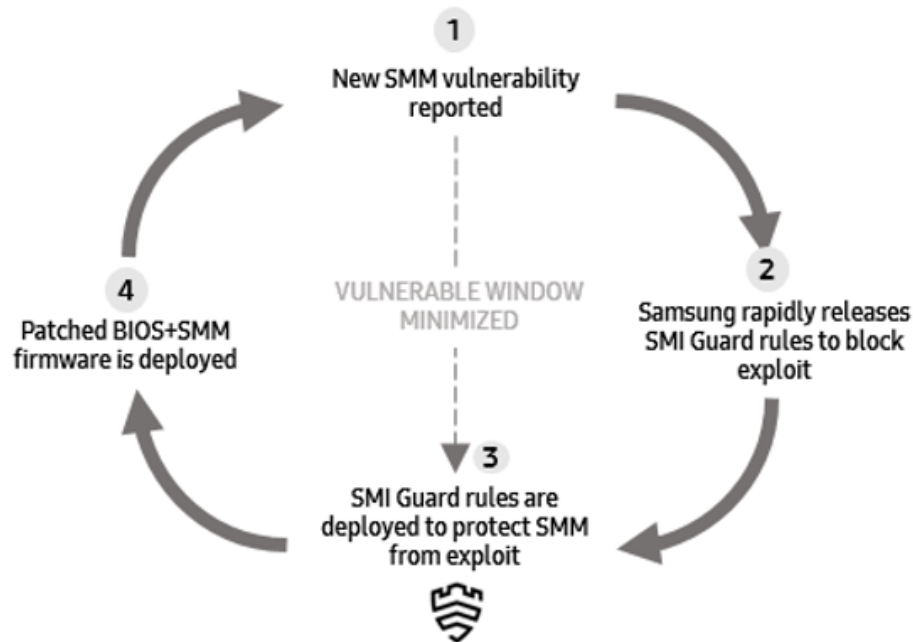 1
New SMM vulnerability
reported
2
Samsung rapidly releases
SMI Guard rules to block
exploit
VULNERABLE WINDOW
MINIMIZED
3
SMI Guard rules are
deployed to protect SMM
from exploit
4
Patched BIOS+SMM
firmware is deployed